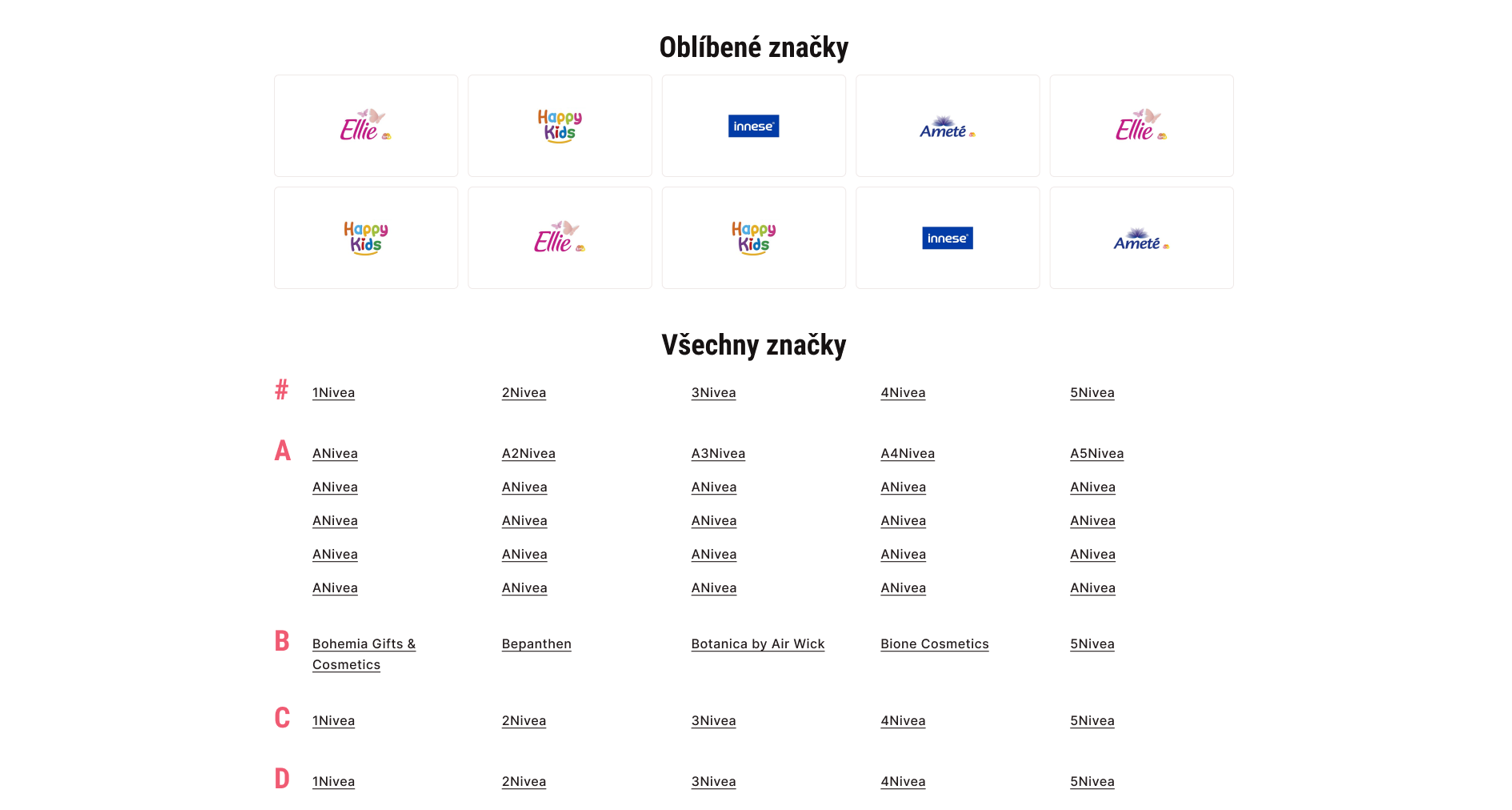 Oblíbené značky
Ellie
Happy Kids
innese
Ameté
Ellie
Happy Kids
Ellie
Happy Kids
innese
Ameté
Všechny značky
# 1Nivea 2Nivea 3Nivea 4Nivea 5Nivea
A ANivea A2Nivea A3Nivea A4Nivea A5Nivea
ANivea ANivea ANivea ANivea ANivea
ANivea ANivea ANivea ANivea ANivea
ANivea ANivea ANivea ANivea ANivea
ANivea ANivea ANivea ANivea ANivea
B Bohemia Gifts & Cosmetics Bepanthen Botanica by Air Wick Bione Cosmetics 5Nivea
C 1Nivea 2Nivea 3Nivea 4Nivea 5Nivea
D 1Nivea 2Nivea 3Nivea 4Nivea 5Nivea